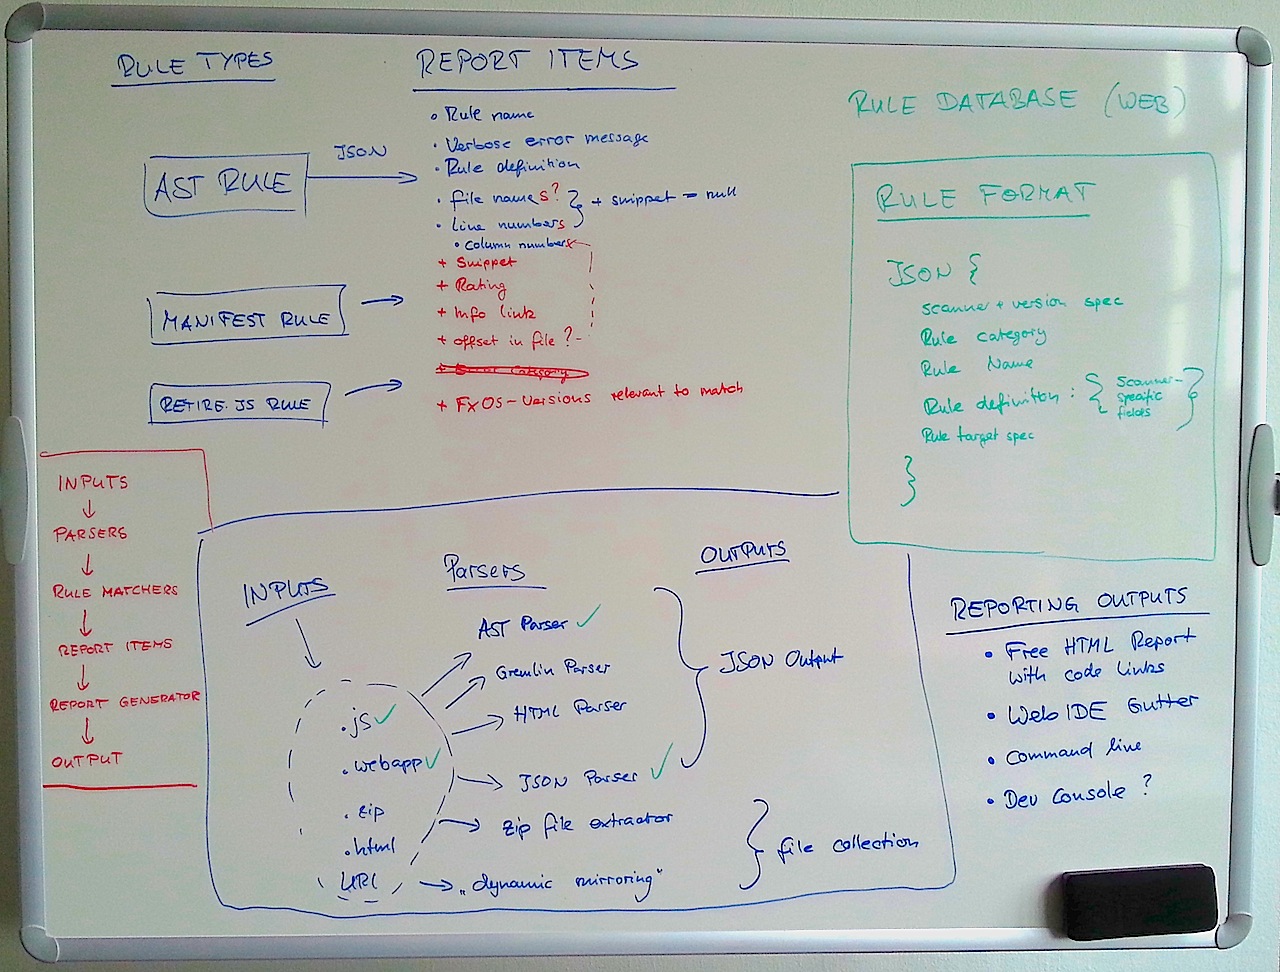 RULE TYPES
AST RULE
JSON
MANIFEST RULE
RETIRE.JS RULE
REPORT ITEMS
• Rule name
• Verbose error message
• Rule definition
• file names? } + snippet = null
• Line numbers
• column numbers
+ Snippet
+ Rating
+ Info link
+ offset in file?
+ Error Category
+ FxOS-Versions relevant to match
RULE DATABASE (WEB)
RULE FORMAT
JSON {
scanner + version spec
Rule category
Rule Name
Rule definition : { Scanner-
specific
fields }
Rule target spec
}
INPUTS
PARSERS
RULE MATCHERS
REPORT ITEMS
REPORT GENERATOR
OUTPUT
INPUTS
.js ✓
.webapp ✓
.zip
.html
URL
Parsers
AST Parser ✓
Gremlin Parser
HTML Parser
JSON Parser ✓
zip file extractor
„dynamic mirroring"
OUTPUTS
JSON Output
file collection
REPORTING OUTPUTS
• Free HTML Report
with code links
• Web IDE Gutter
• Command line
• Dev Console ?